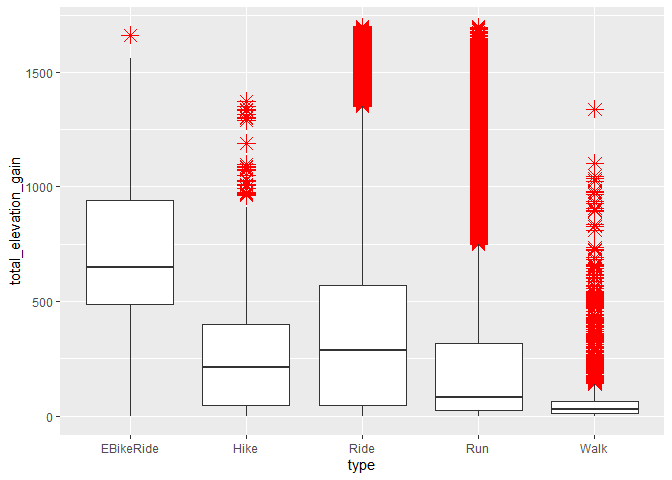 1500
1000
500
0
total_elevation_gain
EBikeRide Hike Ride Run Walk
type